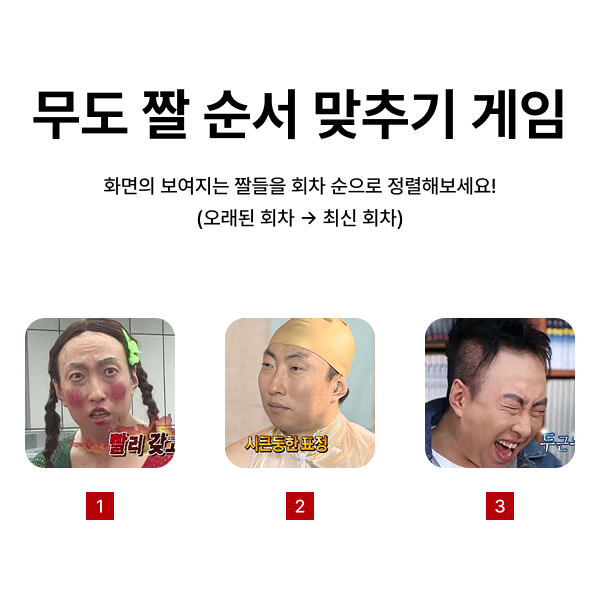 무도 짤 순서 맞추기 게임
화면의 보여지는 짤들을 회차 순으로 정렬해보세요!
(오래된 회차 → 최신 회차)
빨리 갖고
시큰둥한 표정
두근
1
2
3